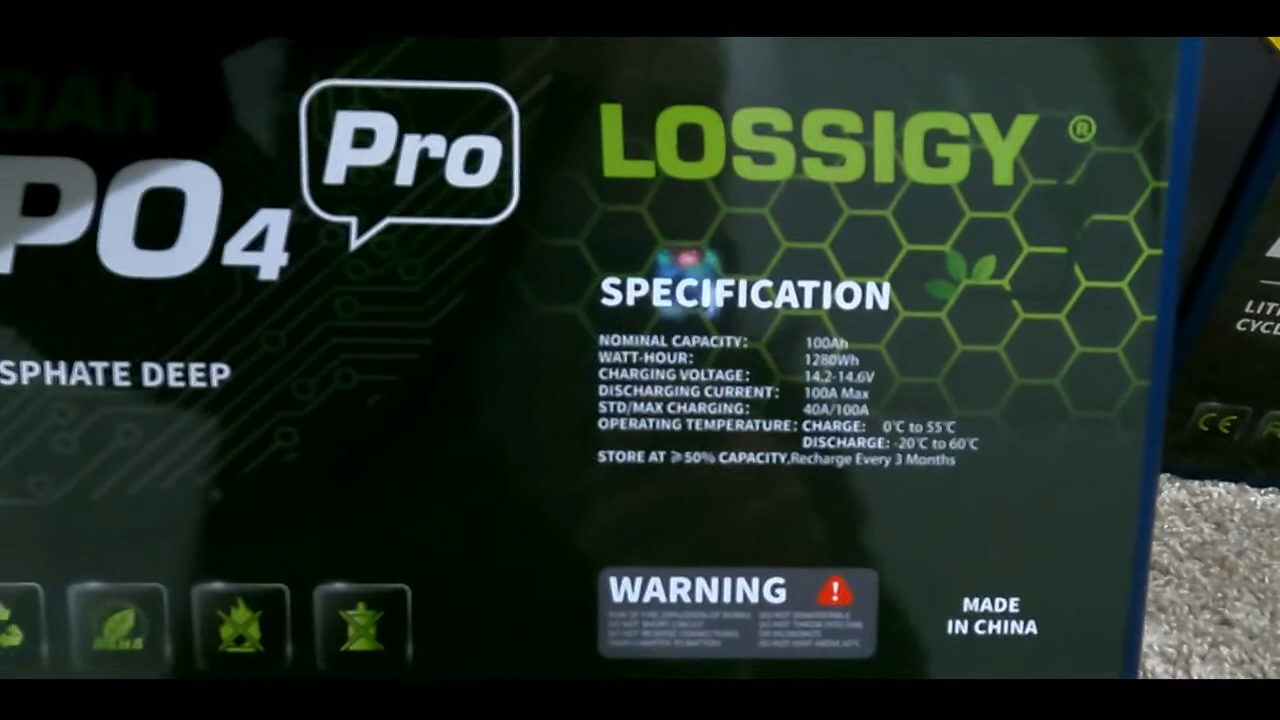 0Ah
PO4
Pro
SPHATE DEEP
LOSSIGY ®
SPECIFICATION
NOMINAL CAPACITY: 100Ah
WATT-HOUR: 1280Wh
CHARGING VOLTAGE: 14.2-14.6V
DISCHARGING CURRENT: 100A Max
STD/MAX CHARGING: 40A/100A
OPERATING TEMPERATURE: CHARGE: 0℃ to 55℃
DISCHARGE: -20℃ to 60℃
STORE AT ≥50% CAPACITY,Recharge Every 3 Months
WARNING
MADE
IN CHINA
LIT
CYCL
CE